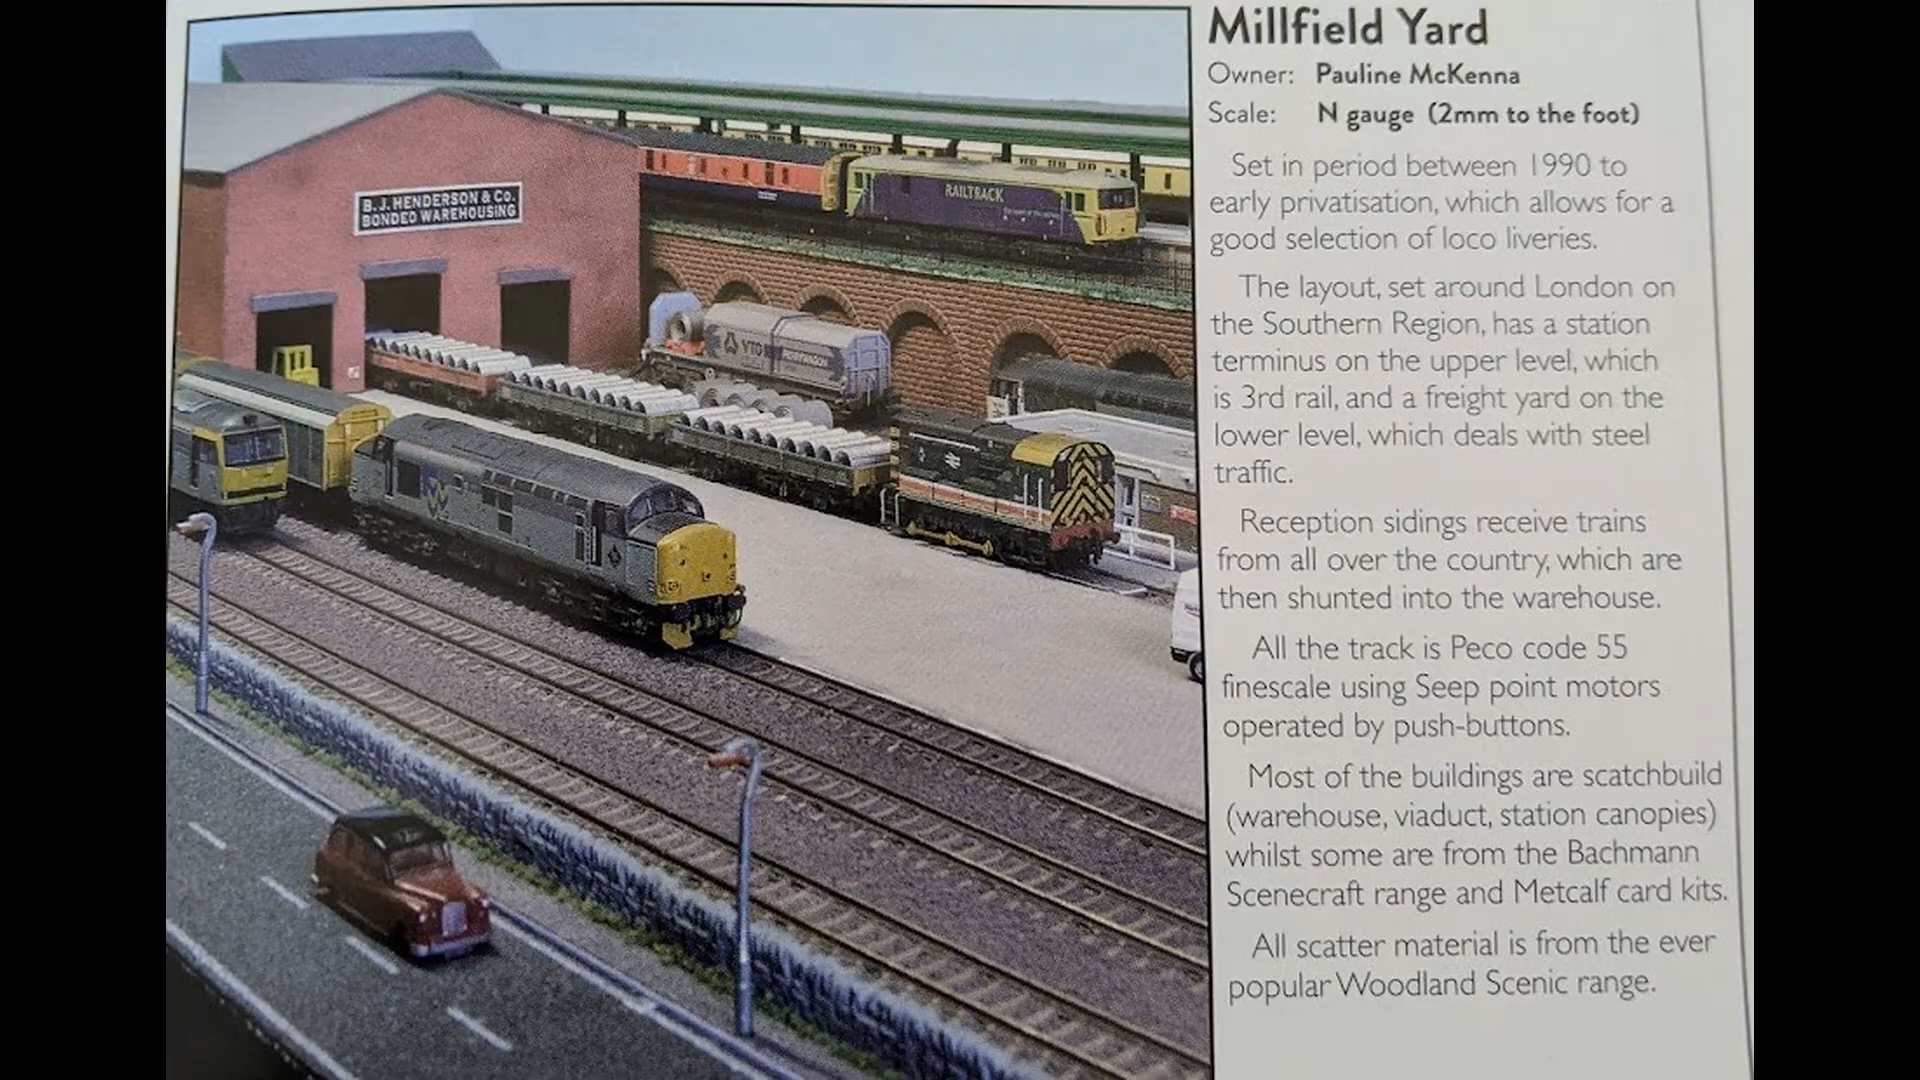 Millfield Yard
Owner: Pauline McKenna
Scale: N gauge (2mm to the foot)
Set in period between 1990 to
early privatisation, which allows for a
good selection of loco liveries.
The layout, set around London on
the Southern Region, has a station
terminus on the upper level, which
is 3rd rail, and a freight yard on the
lower level, which deals with steel
traffic.
Reception sidings receive trains
from all over the country, which are
then shunted into the warehouse.
All the track is Peco code 55
finescale using Seep point motors
operated by push-buttons.
Most of the buildings are scatchbuild
(warehouse, viaduct, station canopies)
whilst some are from the Bachmann
Scenecraft range and Metcalf card kits.
All scatter material is from the ever
popular Woodland Scenic range.
B. J. HENDERSON & Co.
BONDED WAREHOUSING
RAILTRACK
VTG FERRYWAGON